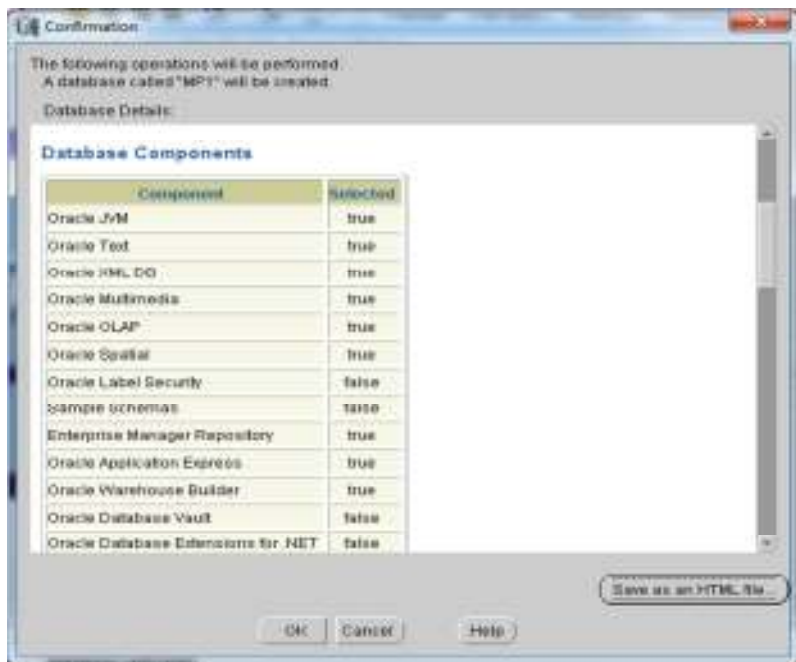 Confirmation
The following operations will be performed
A database called "MP1" will be created
Database Details:
Database Components
Component Selected
Oracle JVM true
Oracle Text true
Oracle XML DB true
Oracle Multimedia true
Oracle OLAP true
Oracle Spatial true
Oracle Label Security false
Sample Schemas false
Enterprise Manager Repository true
Oracle Application Express true
Oracle Warehouse Builder true
Oracle Database Vault false
Oracle Database Extensions for .NET false
Save as an HTML file...
OK Cancel Help